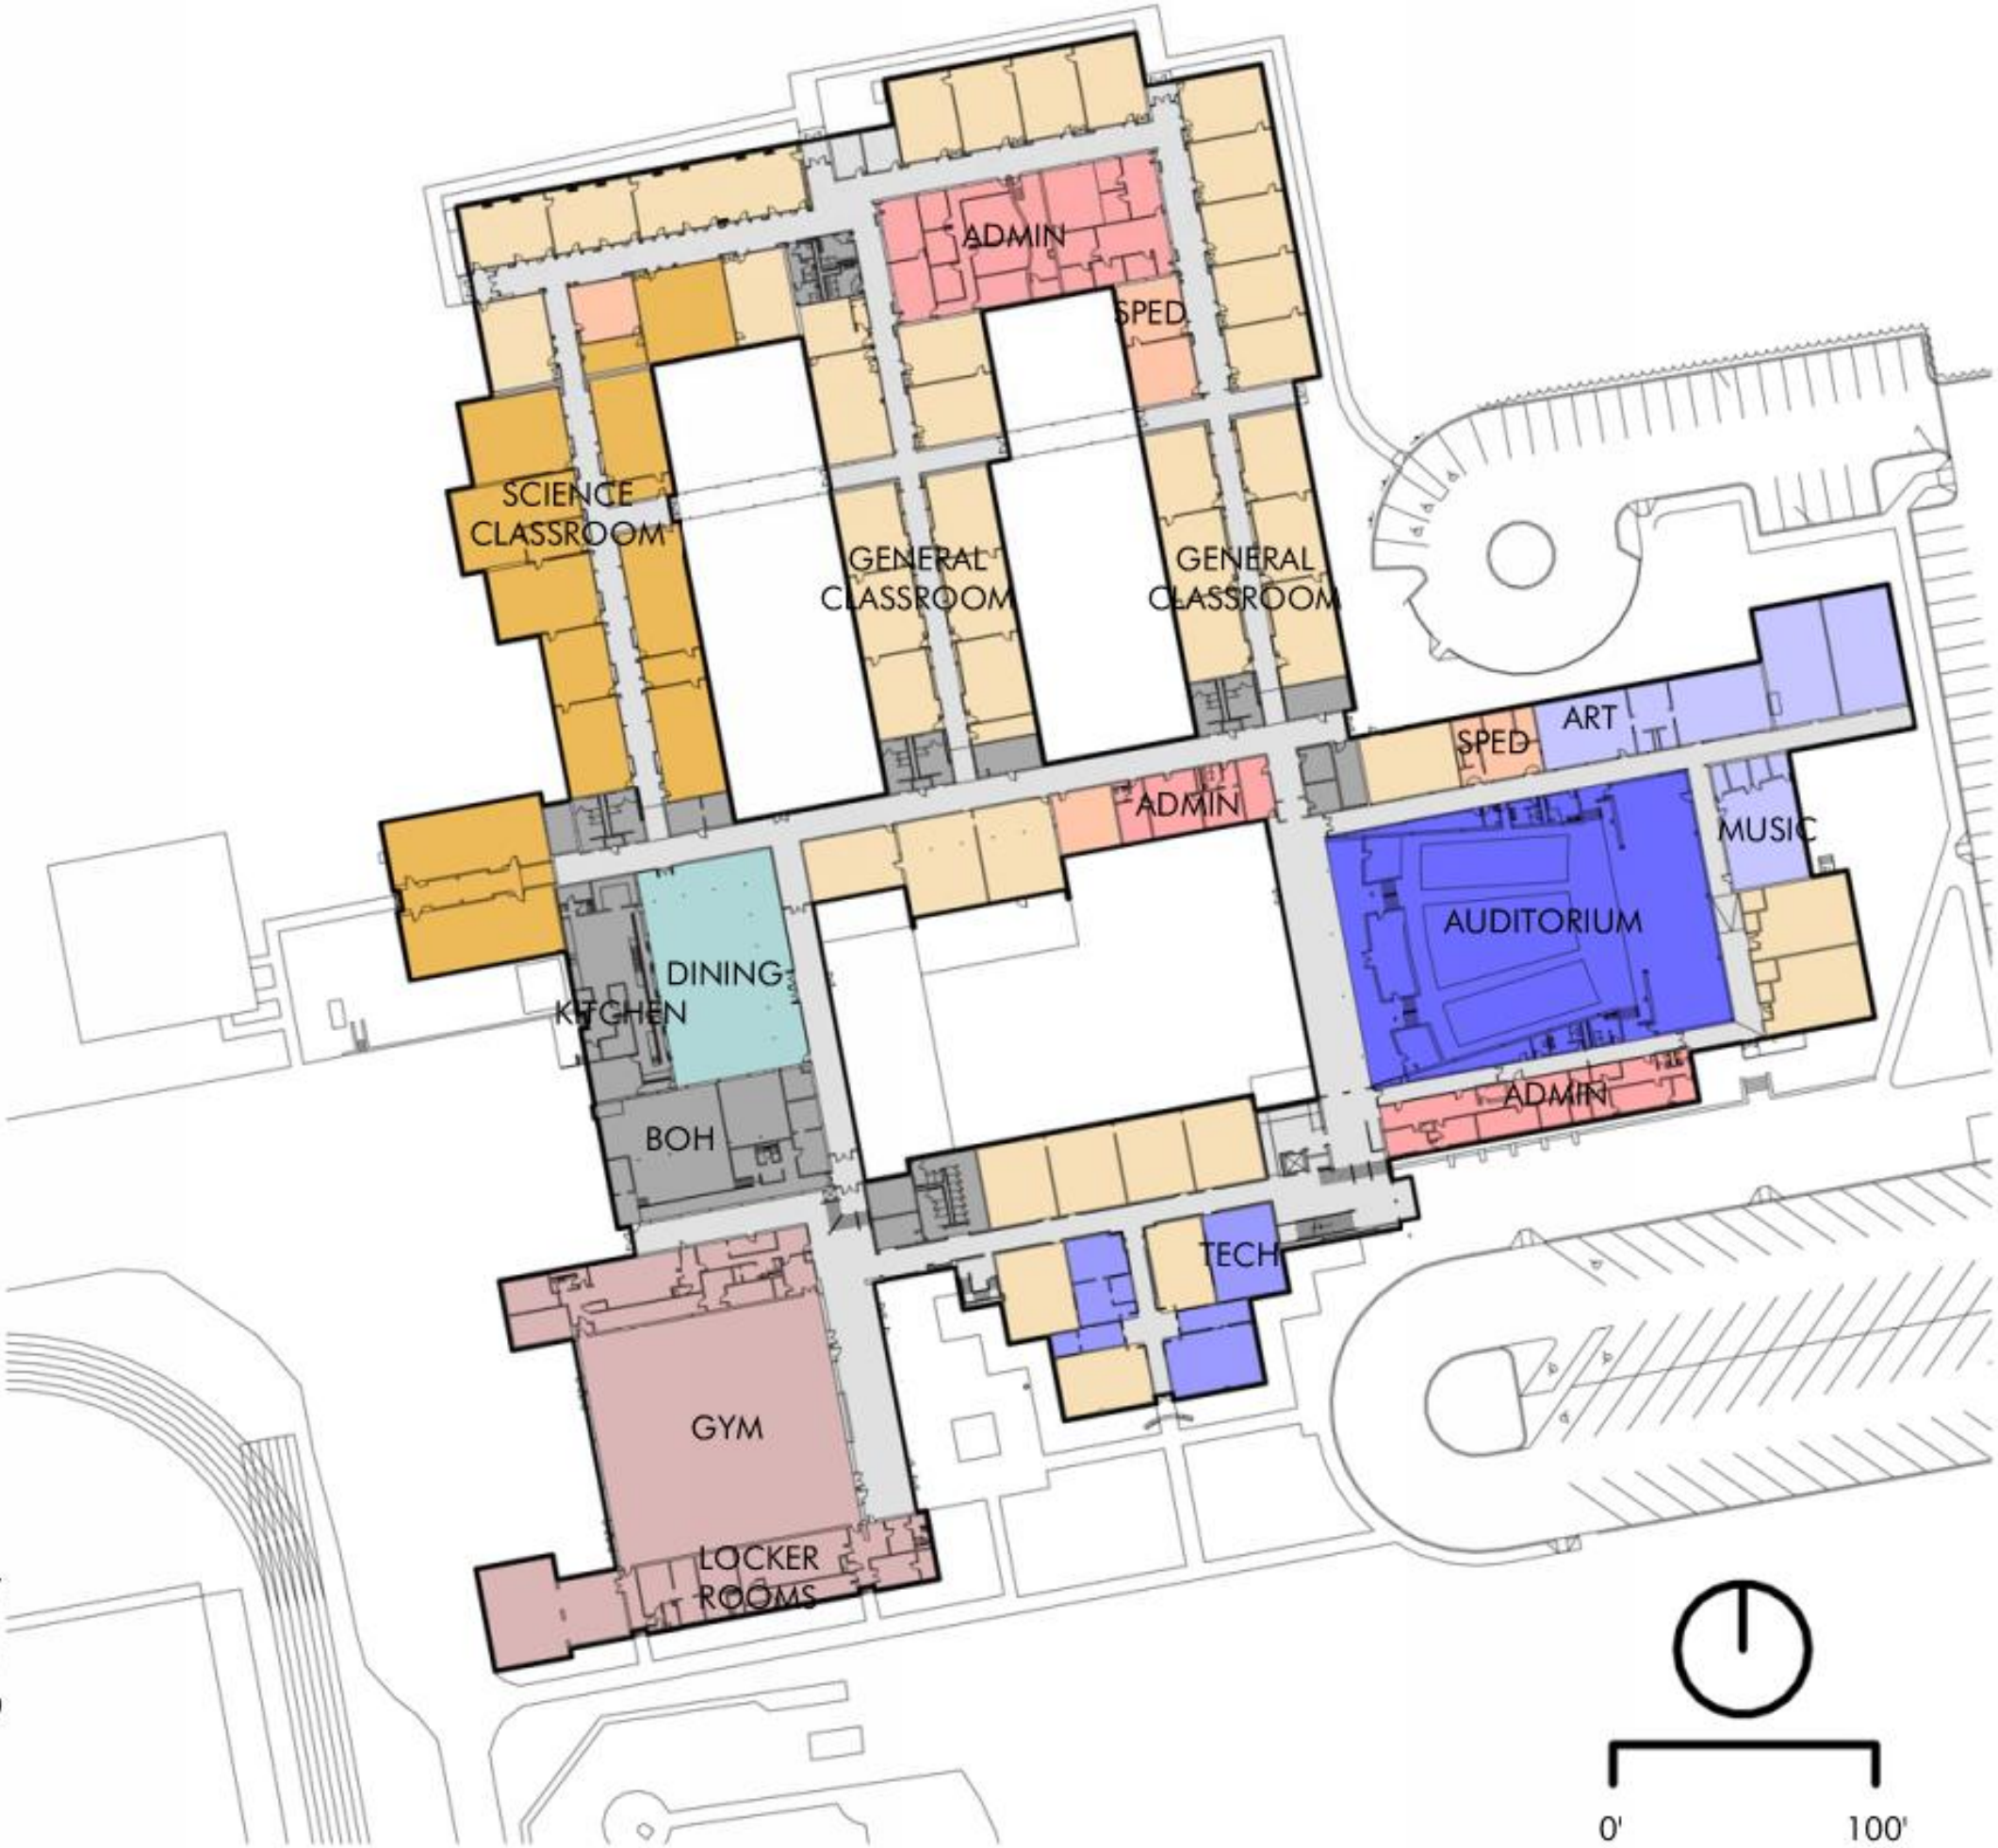 ADMIN
SPED
SCIENCE
CLASSROOM
GENERAL
CLASSROOM
GENERAL
CLASSROOM
ART
SPED
ADMIN
MUSIC
AUDITORIUM
DINING
KITCHEN
ADMIN
BOH
TECH
GYM
LOCKER
ROOMS
0' 100'